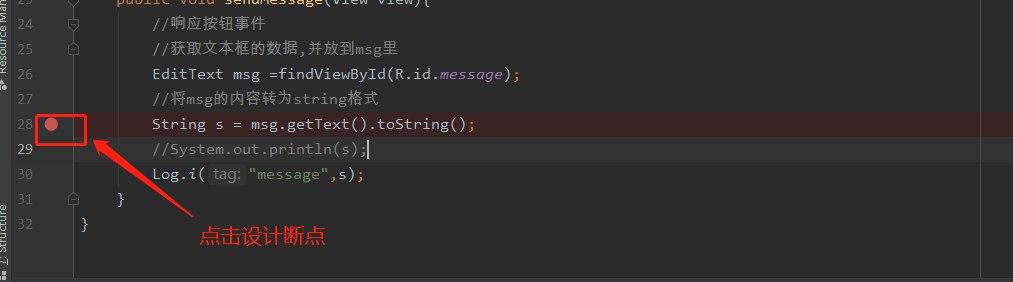 Resource Man
23 public void sendMessage(View view){
24 //响应按钮事件
25 //获取文本框的数据,并放到msg里
26 EditText msg =findViewById(R.id.message);
27 //将msg的内容转为string格式
28 String s = msg.getText().toString();
29 //System.out.println(s);
30 Log.i( tag: "message",s);
31 }
32 }
7: Structure
点击设计断点